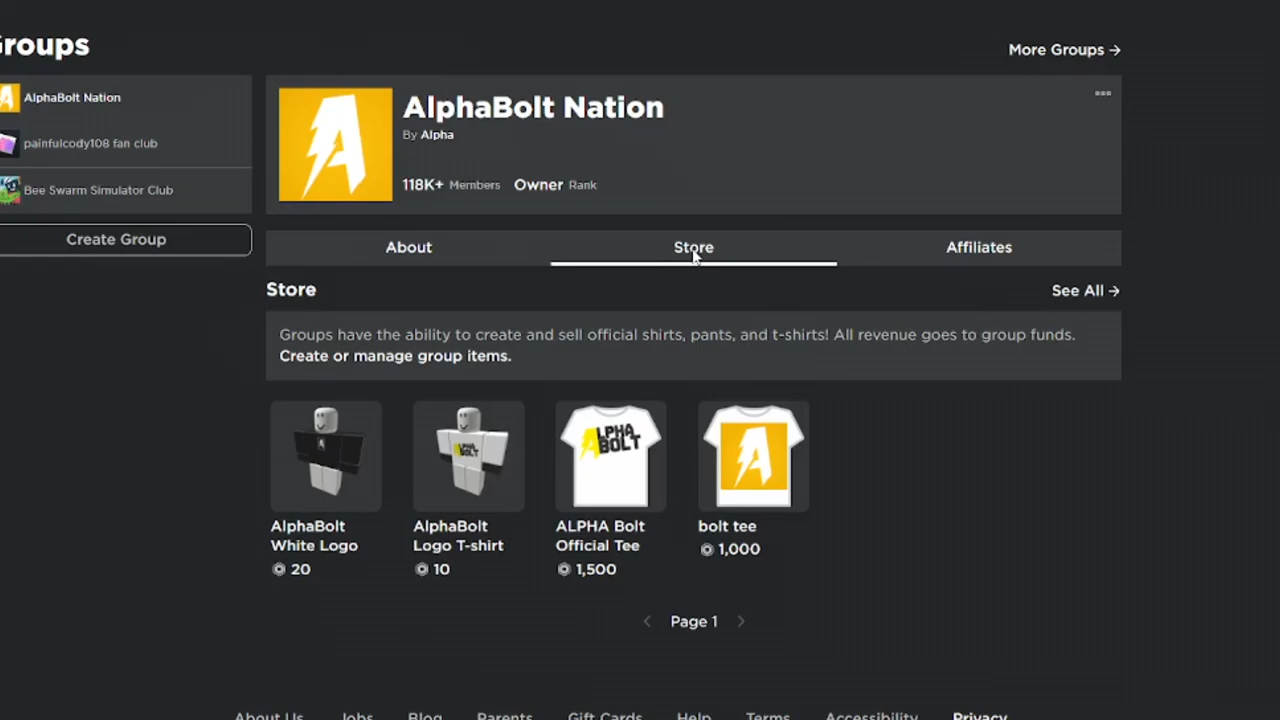 Groups
More Groups →
AlphaBolt Nation
painfulcody108 fan club
Bee Swarm Simulator Club
Create Group
A
AlphaBolt Nation
By Alpha
118K+ Members Owner Rank
About
Store
Affiliates
Store
See All →
Groups have the ability to create and sell official shirts, pants, and t-shirts! All revenue goes to group funds.
Create or manage group items.
ALPHA
BOLT
ALPHA
BOLT
A
AlphaBolt
White Logo
20
AlphaBolt
Logo T-shirt
10
ALPHA Bolt
Official Tee
1,500
bolt tee
1,000
Page 1
About Us Jobs Blog Parents Gift Cards Help Terms Accessibility Privacy